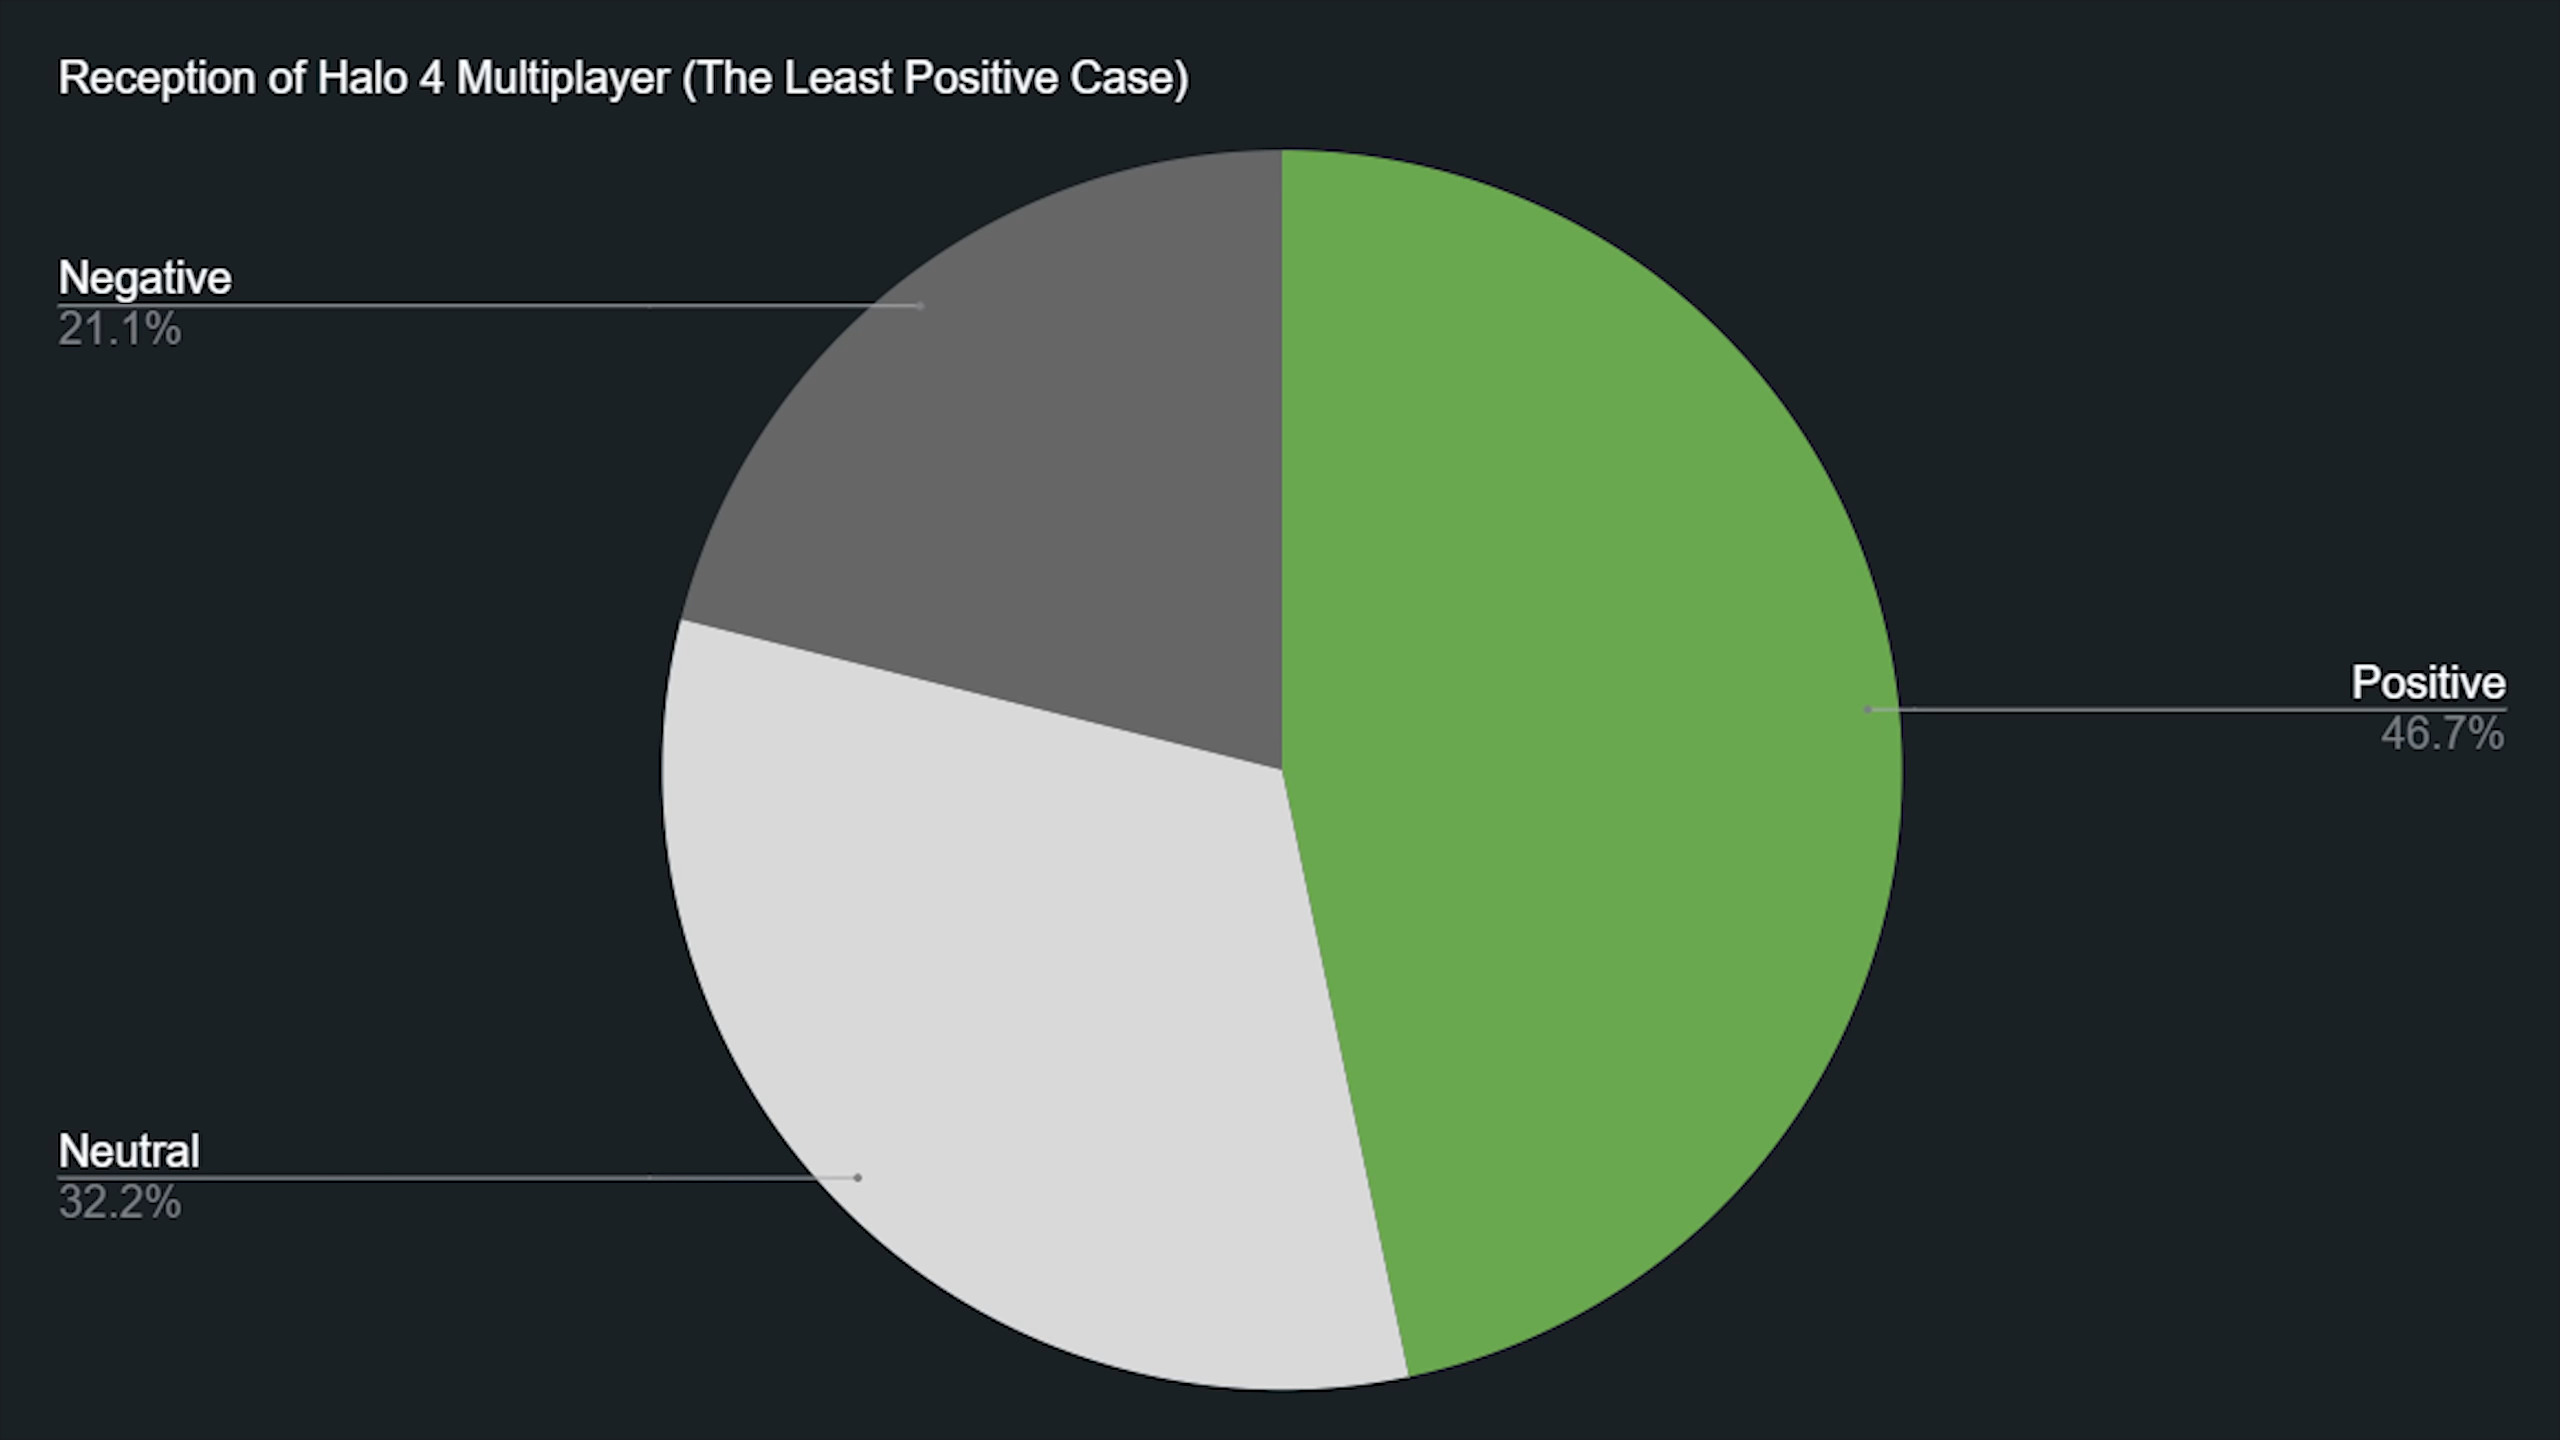 Reception of Halo 4 Multiplayer (The Least Positive Case)
Negative
21.1%
Positive
46.7%
Neutral
32.2%